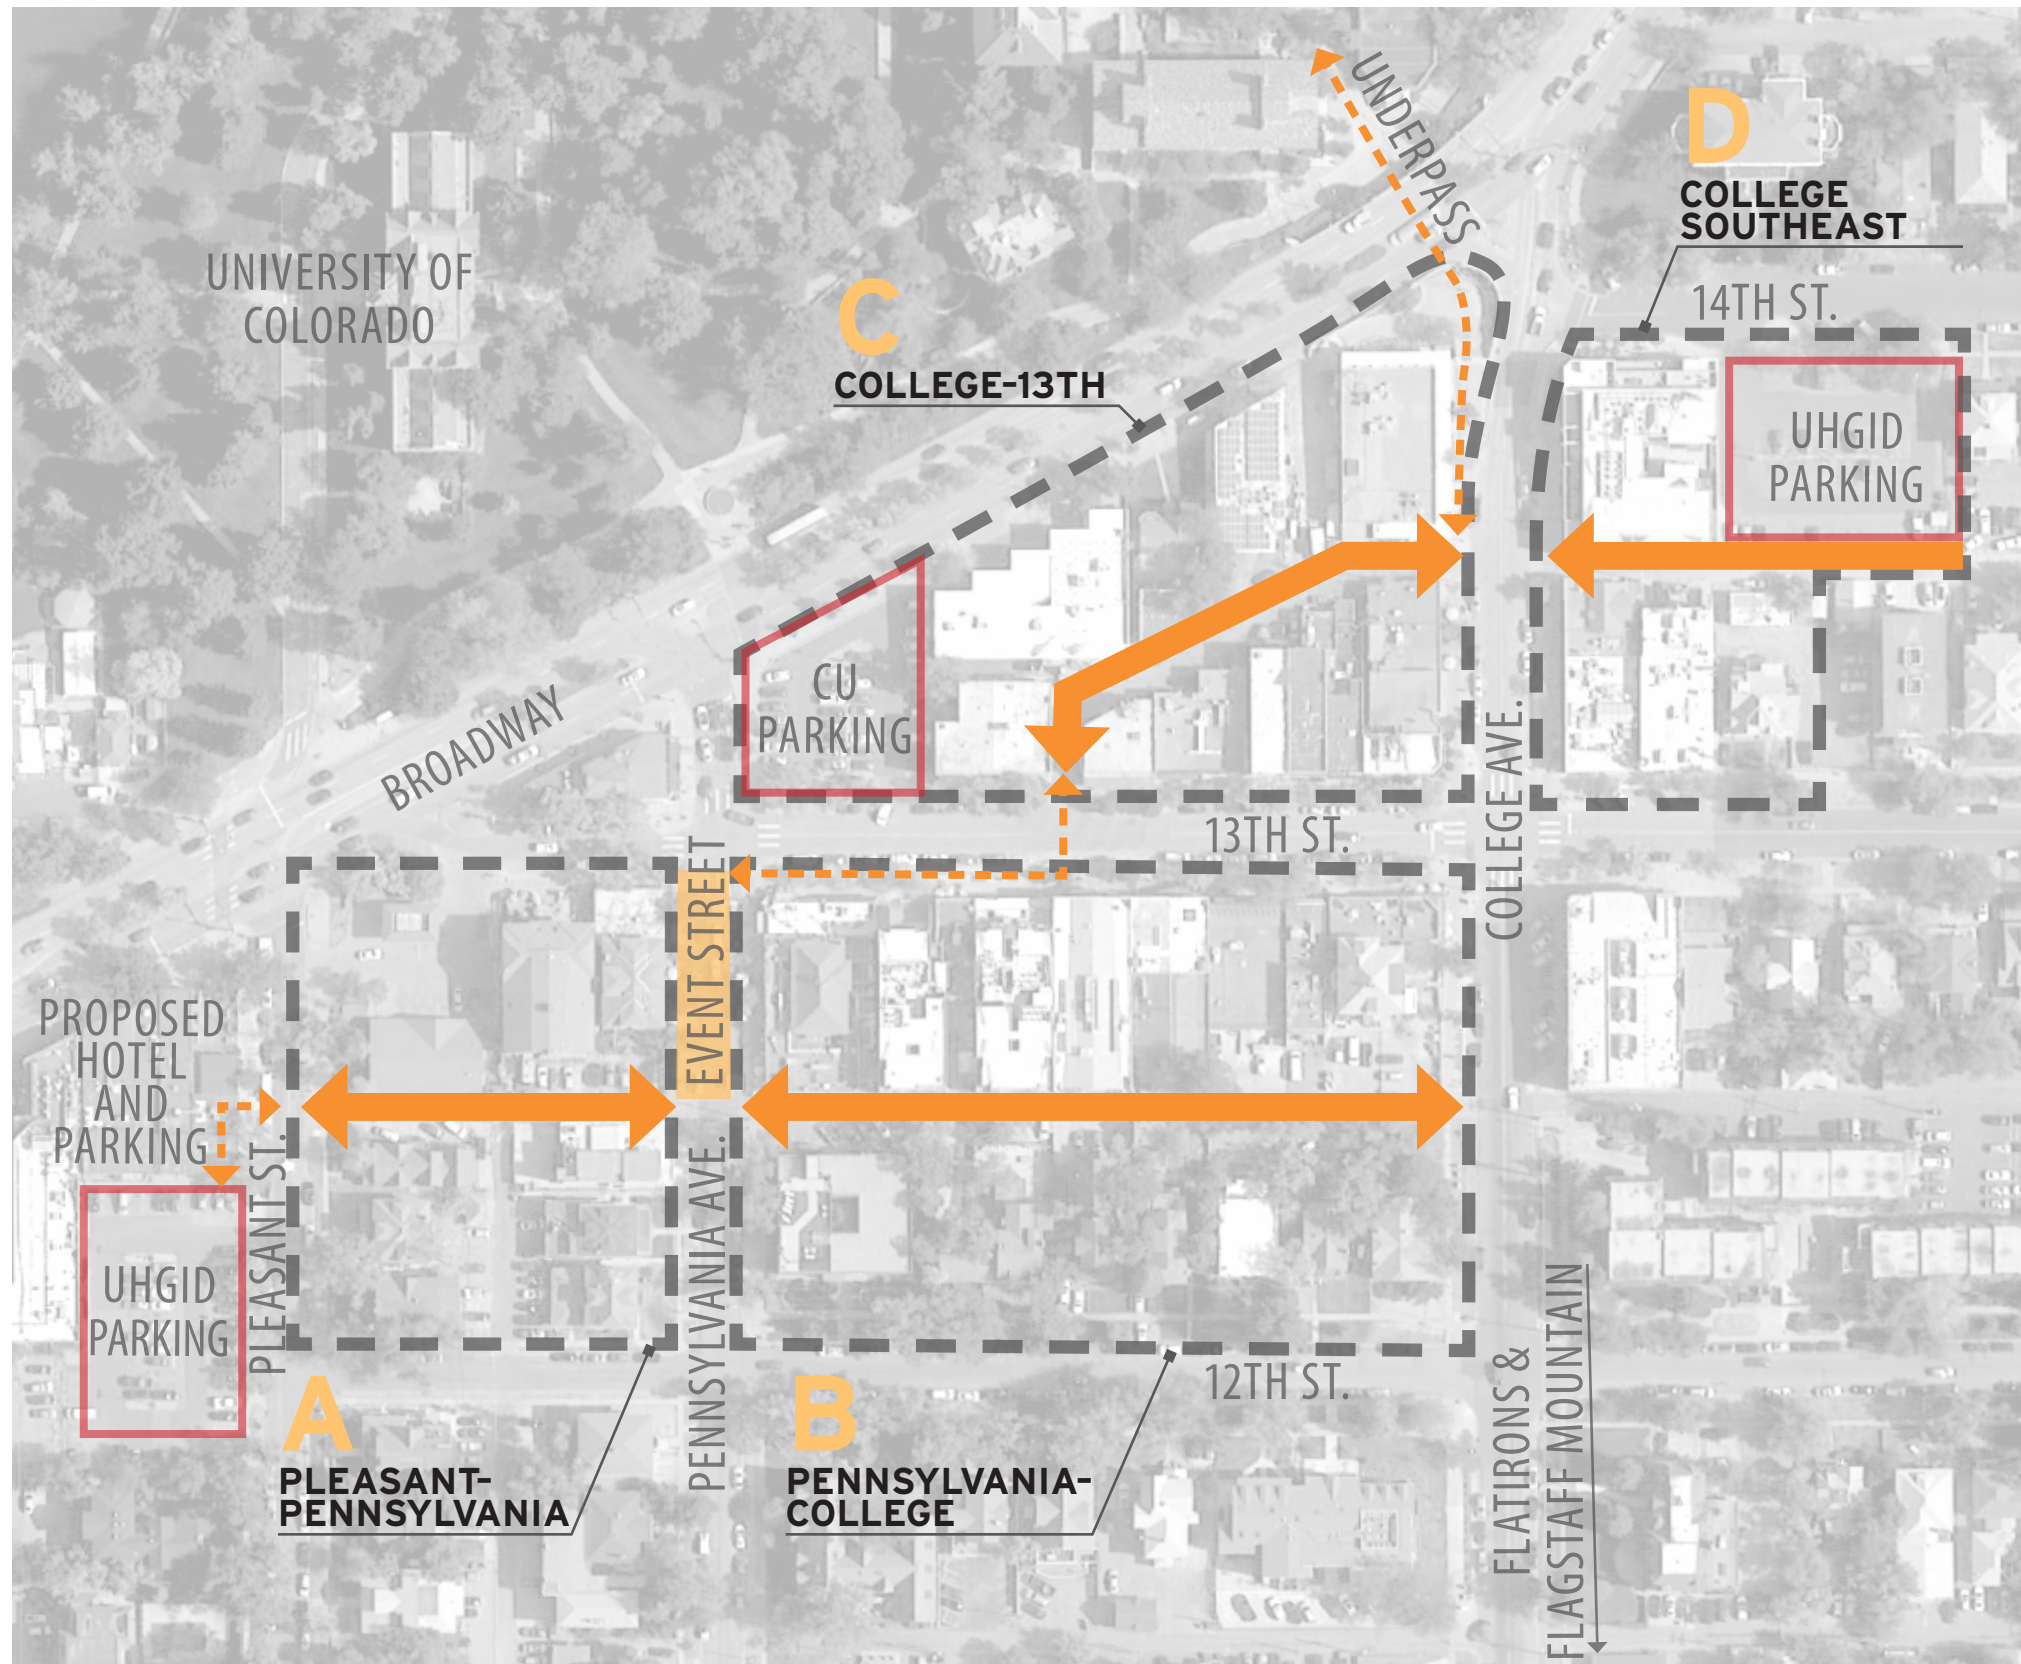 UNDERPASS
D
COLLEGE
SOUTHEAST
UNIVERSITY OF
COLORADO
14TH ST.
C
COLLEGE-13TH
UHGID
PARKING
CU
PARKING
BROADWAY
COLLEGE AVE.
13TH ST.
EVENT STREET
PROPOSED
HOTEL
AND
PARKING
PLEASANT ST.
PENNSYLVANIA AVE.
UHGID
PARKING
12TH ST.
FLATIRONS &
FLAGSTAFF MOUNTAIN
A
PLEASANT-
PENNSYLVANIA
B
PENNSYLVANIA-
COLLEGE